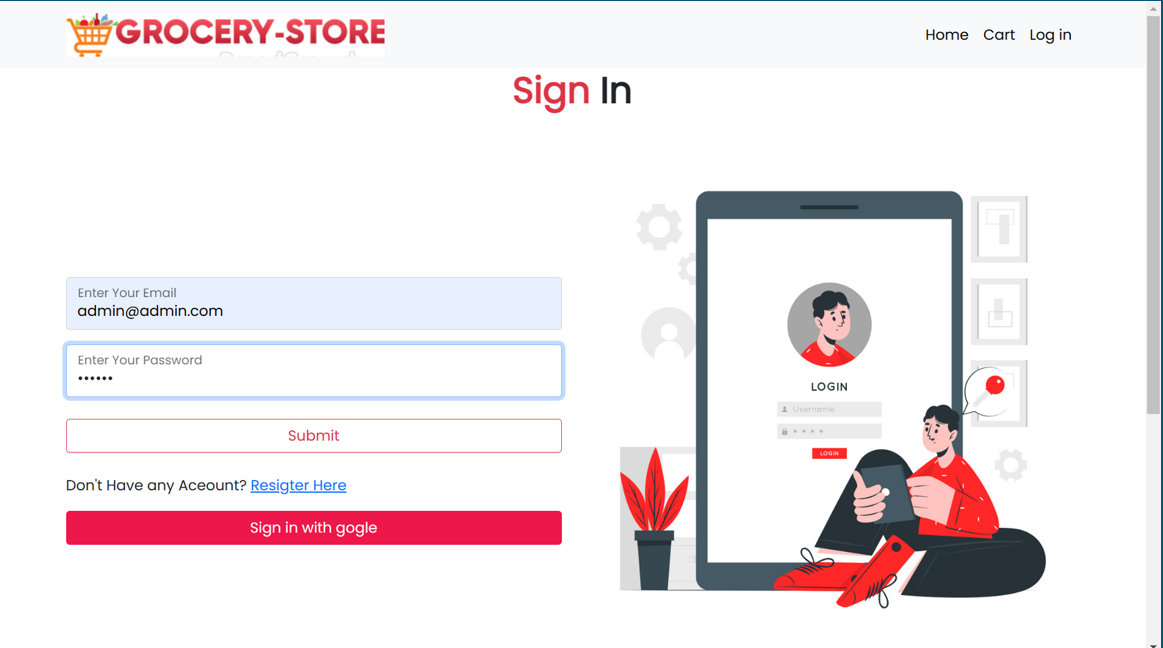 GROCERY-STORE
Home Cart Log in
Sign In
Enter Your Email
admin@admin.com
Enter Your Password
••••••
Submit
Don't Have any Aceount? Resigter Here
Sign in with gogle
LOGIN
Username
* * * *
LOGIN